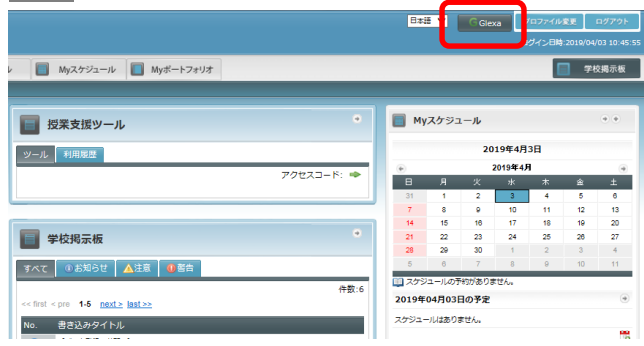 日本語
Glexa
プロファイル変更
ログアウト
ログイン日時:2019/04/03 10:45:55
Myスケジュール
Myポートフォリオ
学校掲示板
授業支援ツール
ツール
利用履歴
アクセスコード:
学校掲示板
すべて
お知らせ
注意
警告
件数:6
<< first < pre 1-5 next > last >>
No. 書き込みタイトル
Myスケジュール
2019年4月3日
2019年4月
日 月 火 水 木 金 土
31 1 2 3 4 5 6
7 8 9 10 11 12 13
14 15 16 17 18 19 20
21 22 23 24 25 26 27
28 29 30 1 2 3 4
5 6 7 8 9 10 11
スケジュールの予約がありません。
2019年04月03日の予定
スケジュールはありません。